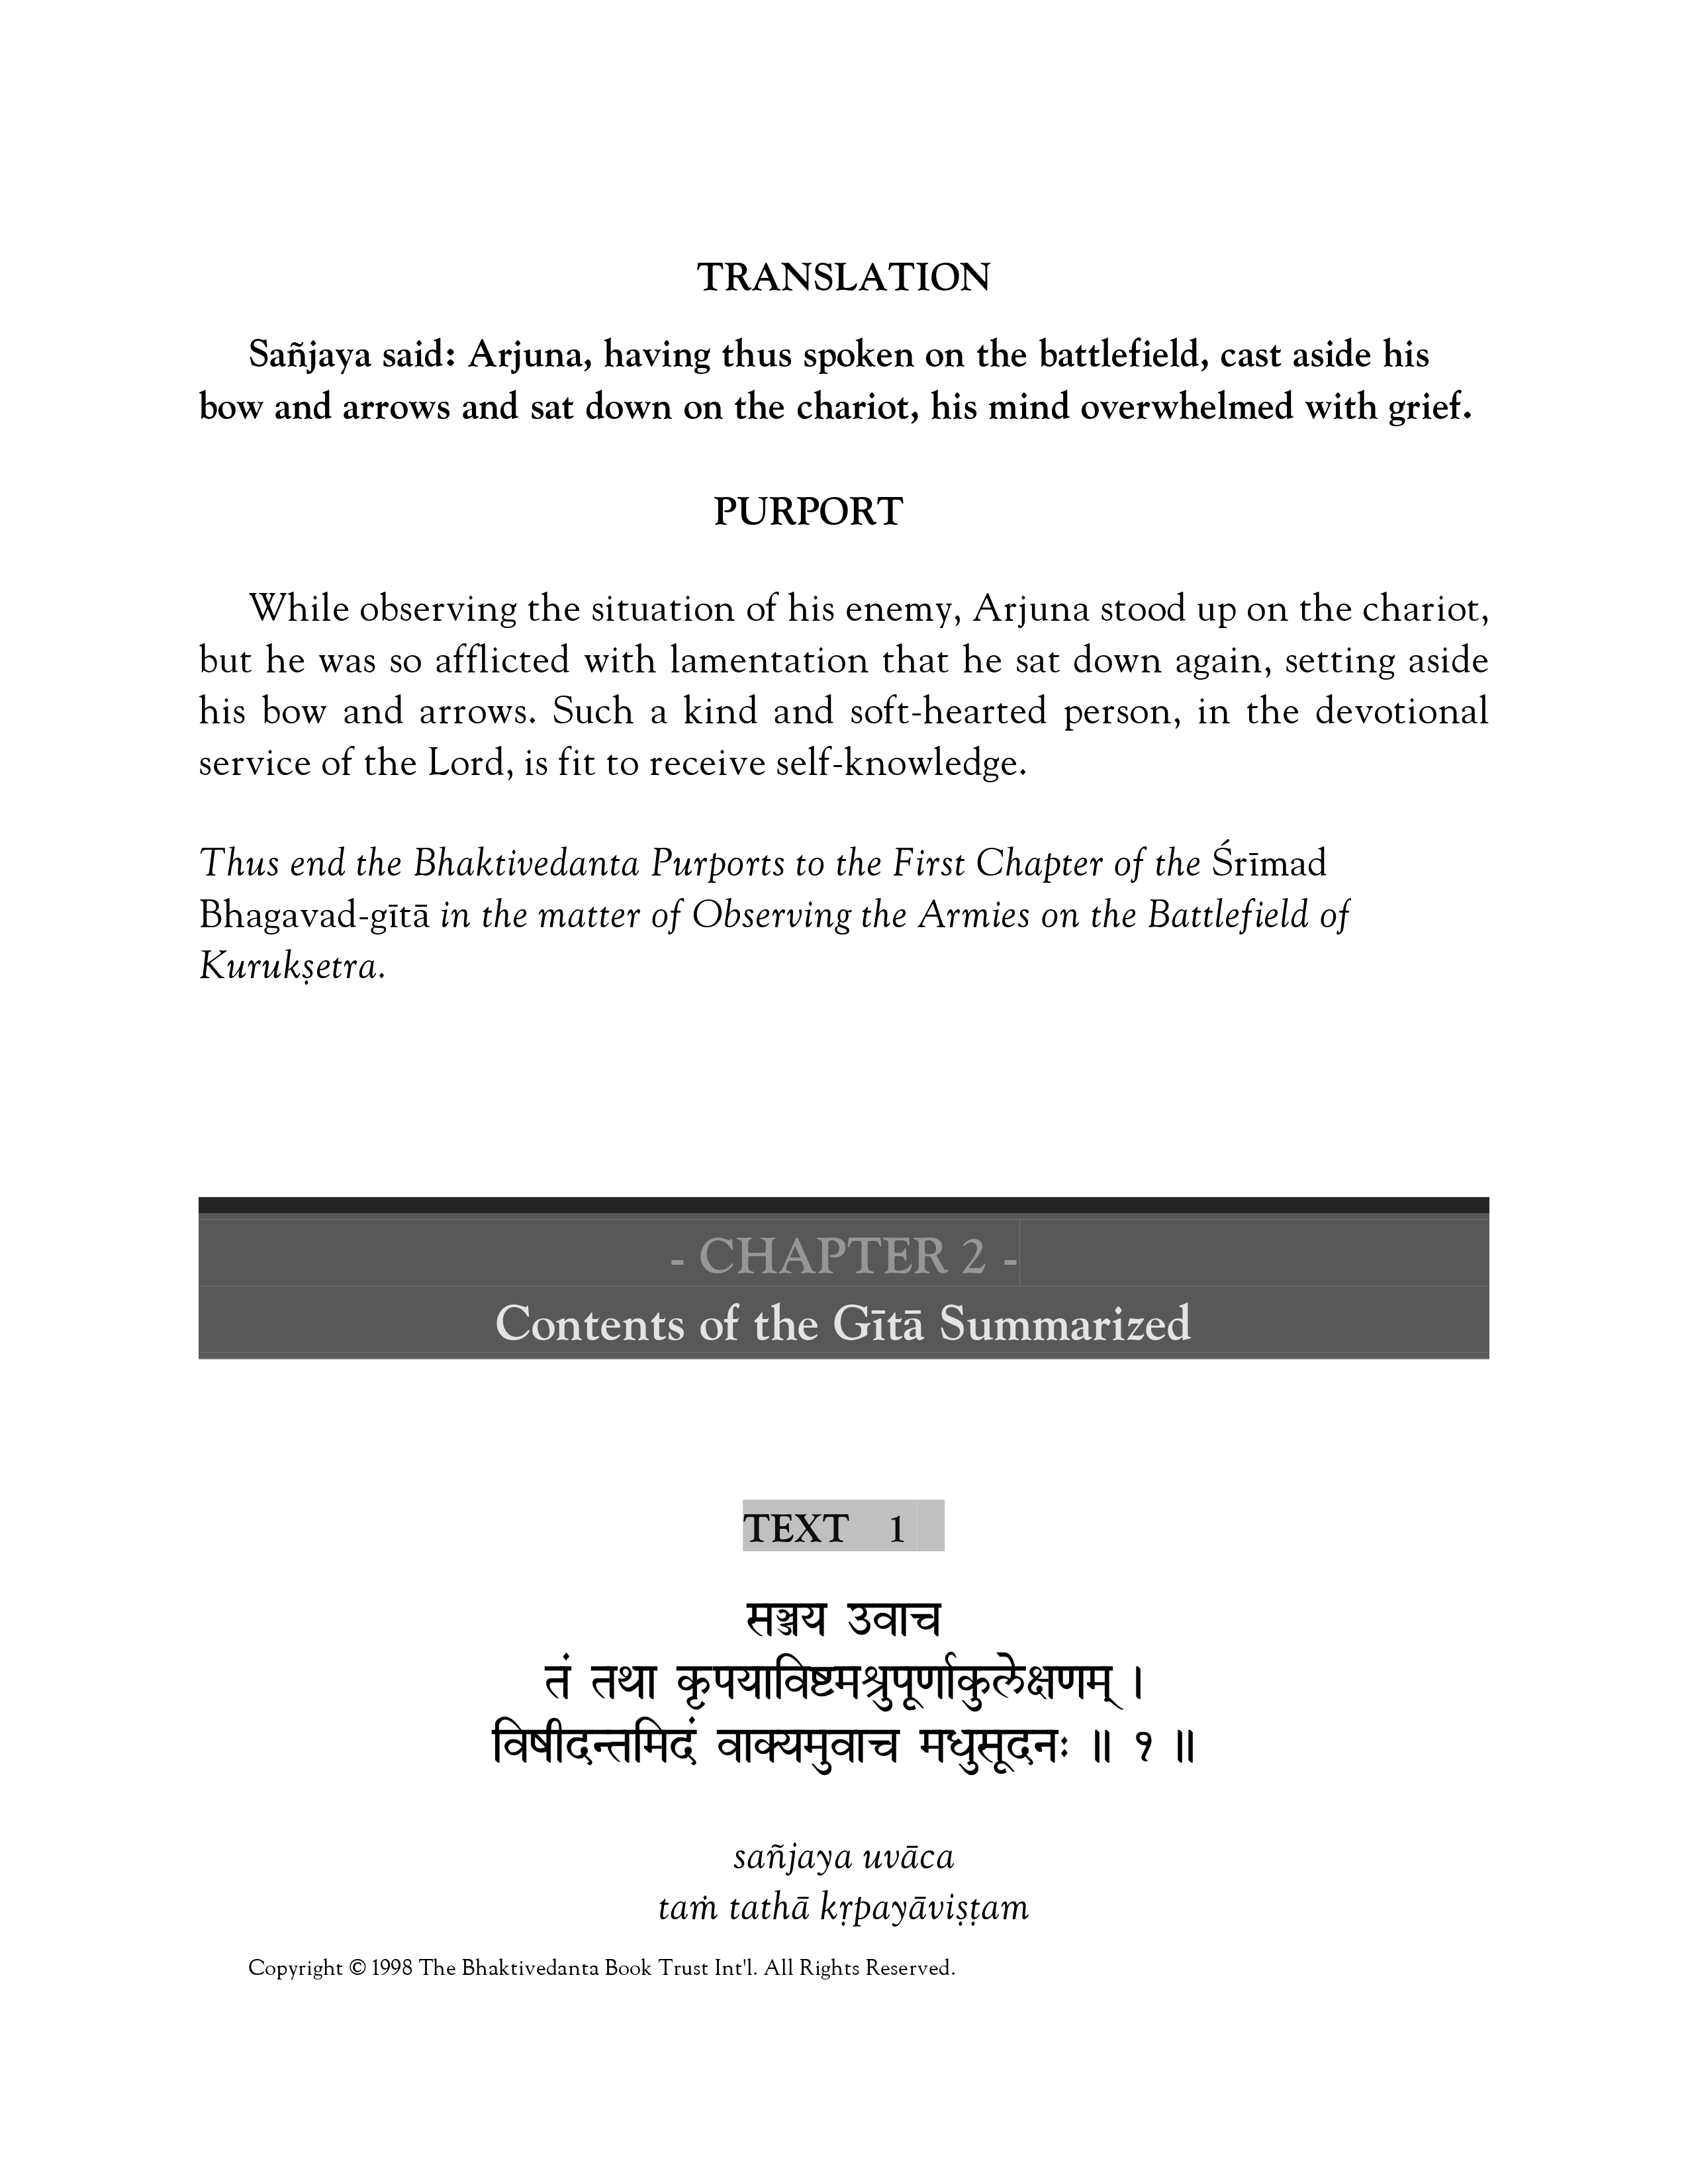 TRANSLATION
Sañjaya said: Arjuna, having thus spoken on the battlefield, cast aside his
bow and arrows and sat down on the chariot, his mind overwhelmed with grief.
PURPORT
While observing the situation of his enemy, Arjuna stood up on the chariot,
but he was so afflicted with lamentation that he sat down again, setting aside
his bow and arrows. Such a kind and soft-hearted person, in the devotional
service of the Lord, is fit to receive self-knowledge.
Thus end the Bhaktivedanta Purports to the First Chapter of the Śrīmad
Bhagavad-gītā in the matter of Observing the Armies on the Battlefield of
Kurukṣetra.
- CHAPTER 2 -
Contents of the Gītā Summarized
TEXT 1
सञ्जय उवाच
तं तथा कृपयाविष्टमश्रुपूर्णाकुलेक्षणम् ।
विषीदन्तमिदं वाक्यमुवाच मधुसूदनः ॥ १ ॥
sañjaya uvāca
taṁ tathā kṛpayāviṣṭam
Copyright © 1998 The Bhaktivedanta Book Trust Int'l. All Rights Reserved.